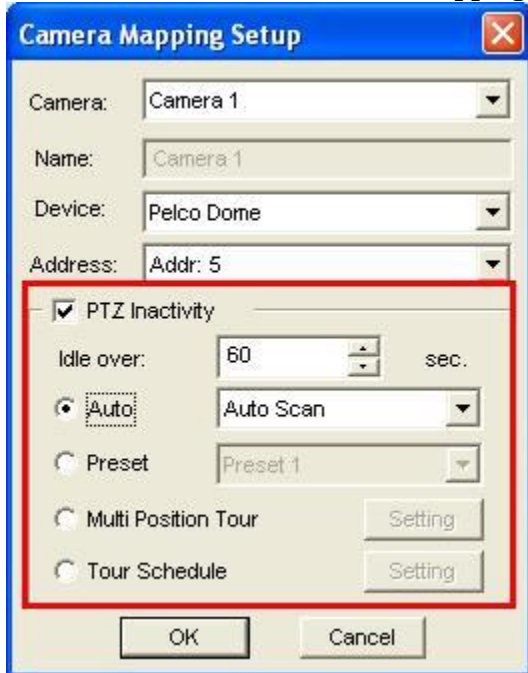 Camera Mapping Setup
Camera: Camera 1
Name: Camera 1
Device: Pelco Dome
Address: Addr: 5
PTZ Inactivity
Idle over: 60 sec.
Auto Auto Scan
Preset Preset 1
Multi Position Tour Setting
Tour Schedule Setting
OK Cancel